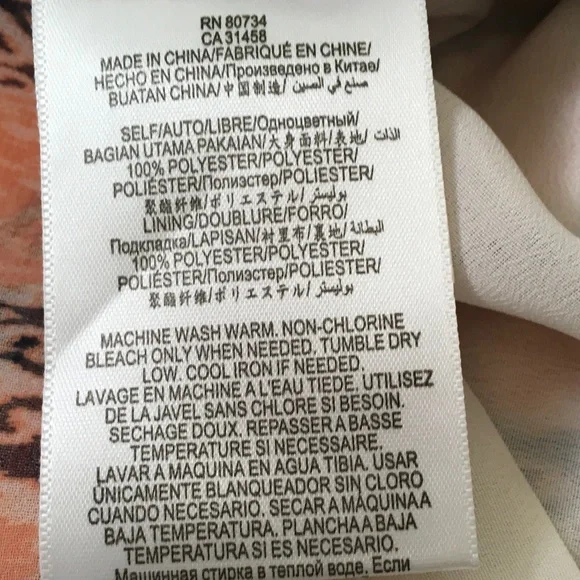 RN 80734
CA 31458
MADE IN CHINA/FABRIQUÉ EN CHINE/
HECHO EN CHINA/Произведено в Китае/
BUATAN CHINA/中国制造/ صنع في الصين
SELF/AUTO/LIBRE/Одноцветный/
BAGIAN UTAMA PAKAIAN/大身面料/表地/ الذات
100% POLYESTER/POLYESTER/
POLIÉSTER/Полиэстер/POLIESTER/
聚酯纤维/ポリエステル/ بوليستر
LINING/DOUBLURE/FORRO/
Подкладка/LAPISAN/衬里布/裏地/ البطانة
100% POLYESTER/POLYESTER/
POLIÉSTER/Полиэстер/POLIESTER/
聚酯纤维/ポリエステル/ بوليستر
MACHINE WASH WARM. NON-CHLORINE
BLEACH ONLY WHEN NEEDED. TUMBLE DRY
LOW. COOL IRON IF NEEDED.
LAVAGE EN MACHINE A L'EAU TIEDE. UTILISEZ
DE LA JAVEL SANS CHLORE SI BESOIN.
SECHAGE DOUX. REPASSER A BASSE
TEMPERATURE SI NECESSAIRE.
LAVAR A MAQUINA EN AGUA TIBIA. USAR
ÚNICAMENTE BLANQUEADOR SIN CLORO
CUANDO NECESARIO. SECAR A MAQUINA A
BAJA TEMPERATURA. PLANCHA A BAJA
TEMPERATURA SI ES NECESARIO.
Машинная стирка в теплой воде. Если